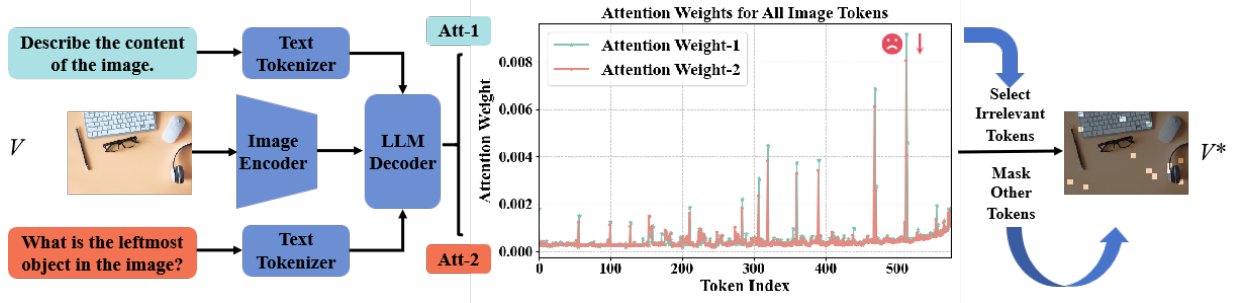 Describe the content
of the image.
Text
Tokenizer
Att-1
V
Image
Encoder
LLM
Decoder
What is the leftmost
object in the image?
Text
Tokenizer
Att-2
Attention Weights for All Image Tokens
Attention Weight-1
Attention Weight-2
Attention Weight
0.008
0.006
0.004
0.002
0.000
0
100
200
300
400
500
Token Index
Select
Irrelevant
Tokens
Mask
Other
Tokens
V*